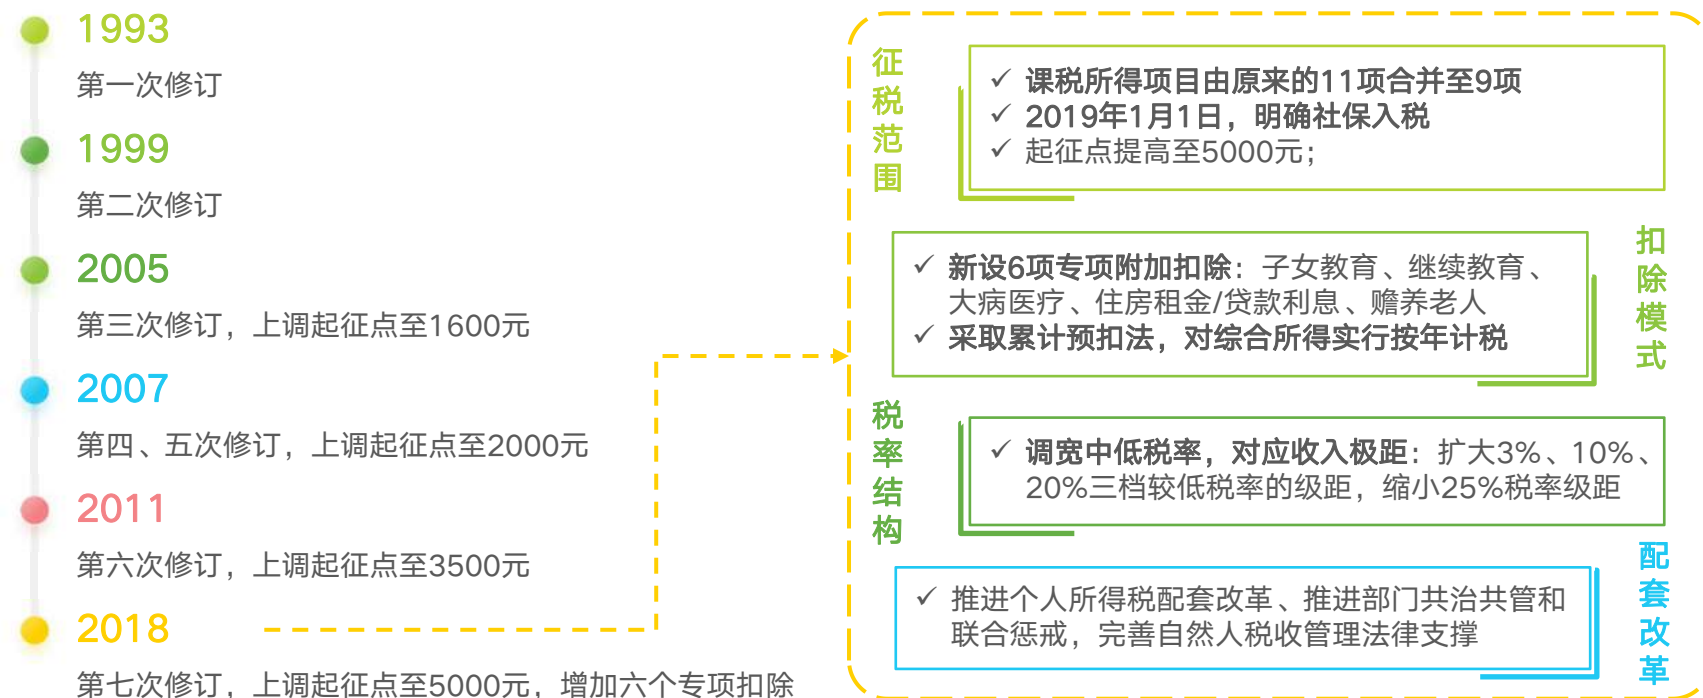 1993
第一次修订
1999
第二次修订
2005
第三次修订，上调起征点至1600元
2007
第四、五次修订，上调起征点至2000元
2011
第六次修订，上调起征点至3500元
2018
第七次修订，上调起征点至5000元，增加六个专项扣除
征税范围
✓ 课税所得项目由原来的11项合并至9项
✓ 2019年1月1日，明确社保入税
✓ 起征点提高至5000元；
扣除模式
✓ 新设6项专项附加扣除：子女教育、继续教育、
大病医疗、住房租金/贷款利息、赡养老人
✓ 采取累计预扣法，对综合所得实行按年计税
税率结构
✓ 调宽中低税率，对应收入极距：扩大3%、10%、
20%三档较低税率的级距，缩小25%税率级距
配套改革
✓ 推进个人所得税配套改革、推进部门共治共管和
联合惩戒，完善自然人税收管理法律支撑